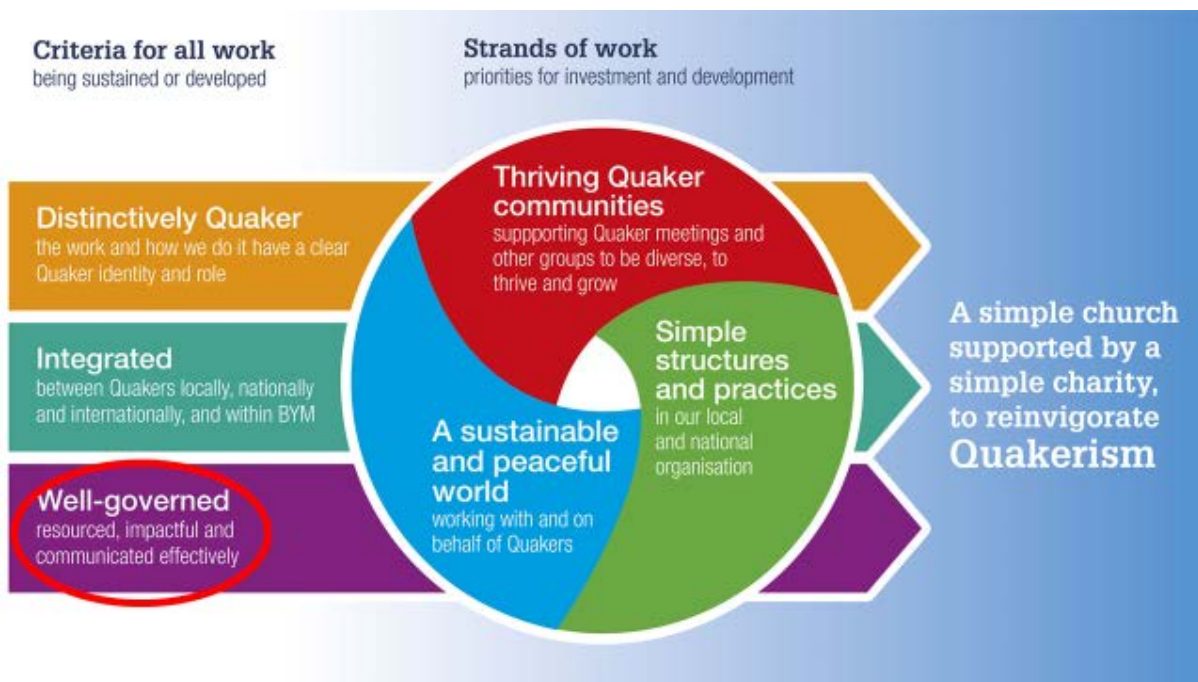 Criteria for all work
being sustained or developed
Strands of work
priorities for investment and development
Distinctively Quaker
the work and how we do it have a clear
Quaker identity and role
Integrated
between Quakers locally, nationally
and internationally, and within BYM
Well-governed
resourced, impactful and
communicated effectively
Thriving Quaker
communities
suppporting Quaker meetings and
other groups to be diverse, to
thrive and grow
Simple
structures
and practices
in our local
and national
organisation
A sustainable
and peaceful
world
working with and on
behalf of Quakers
A simple church
supported by a
simple charity,
to reinvigorate
Quakerism